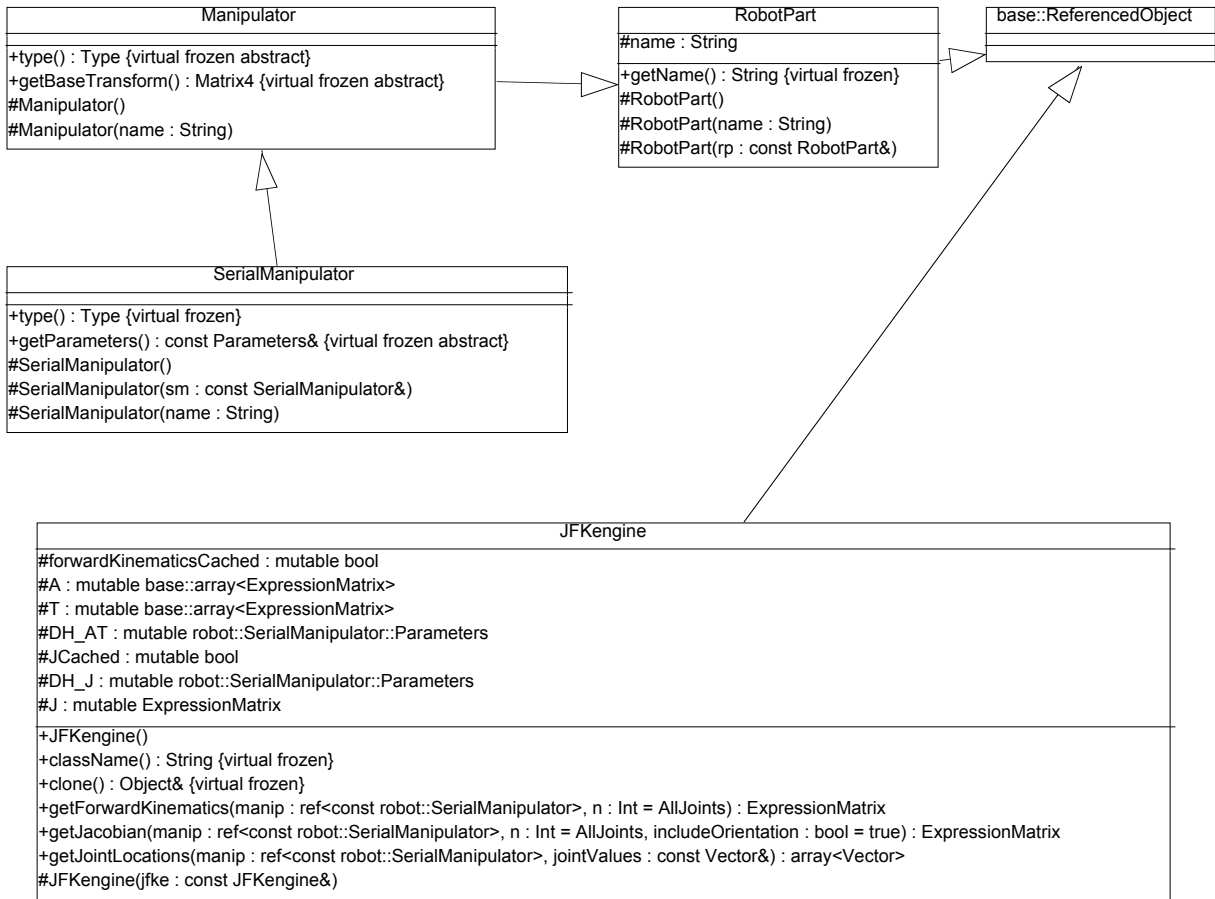 Manipulator
+type() : Type {virtual frozen abstract}
+getBaseTransform() : Matrix4 {virtual frozen abstract}
#Manipulator()
#Manipulator(name : String)
RobotPart
#name : String
+getName() : String {virtual frozen}
#RobotPart()
#RobotPart(name : String)
#RobotPart(rp : const RobotPart&)
base::ReferencedObject
SerialManipulator
+type() : Type {virtual frozen}
+getParameters() : const Parameters& {virtual frozen abstract}
#SerialManipulator()
#SerialManipulator(sm : const SerialManipulator&)
#SerialManipulator(name : String)
JFKengine
#forwardKinematicsCached : mutable bool
#A : mutable base::array<ExpressionMatrix>
#T : mutable base::array<ExpressionMatrix>
#DH_AT : mutable robot::SerialManipulator::Parameters
#JCached : mutable bool
#DH_J : mutable robot::SerialManipulator::Parameters
#J : mutable ExpressionMatrix
+JFKengine()
+className() : String {virtual frozen}
+clone() : Object& {virtual frozen}
+getForwardKinematics(manip : ref<const robot::SerialManipulator>, n : Int = AllJoints) : ExpressionMatrix
+getJacobian(manip : ref<const robot::SerialManipulator>, n : Int = AllJoints, includeOrientation : bool = true) : ExpressionMatrix
+getJointLocations(manip : ref<const robot::SerialManipulator>, jointValues : const Vector&) : array<Vector>
#JFKengine(jfke : const JFKengine&)